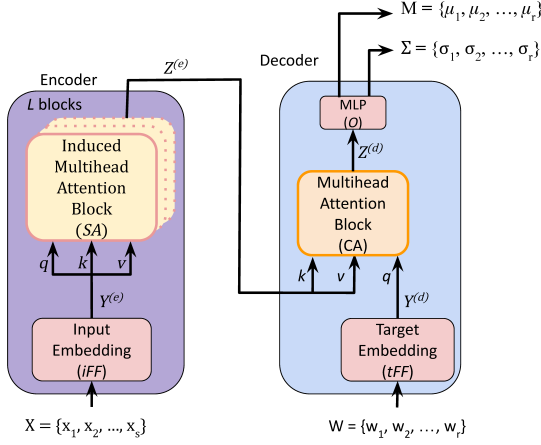 M = {μ₁, μ₂, …, μᵣ}
Σ = {σ₁, σ₂, …, σᵣ}
Z⁽ᵉ⁾
Decoder
Encoder
L blocks
MLP
(O)
Induced
Multihead
Attention
Block
(SA)
Z⁽ᵈ⁾
Multihead
Attention
Block
(CA)
q k v
k v q
Y⁽ᵉ⁾
Y⁽ᵈ⁾
Input
Embedding
(iFF)
Target
Embedding
(tFF)
X = {x₁, x₂, ..., xₛ}
W = {w₁, w₂, …, wᵣ}